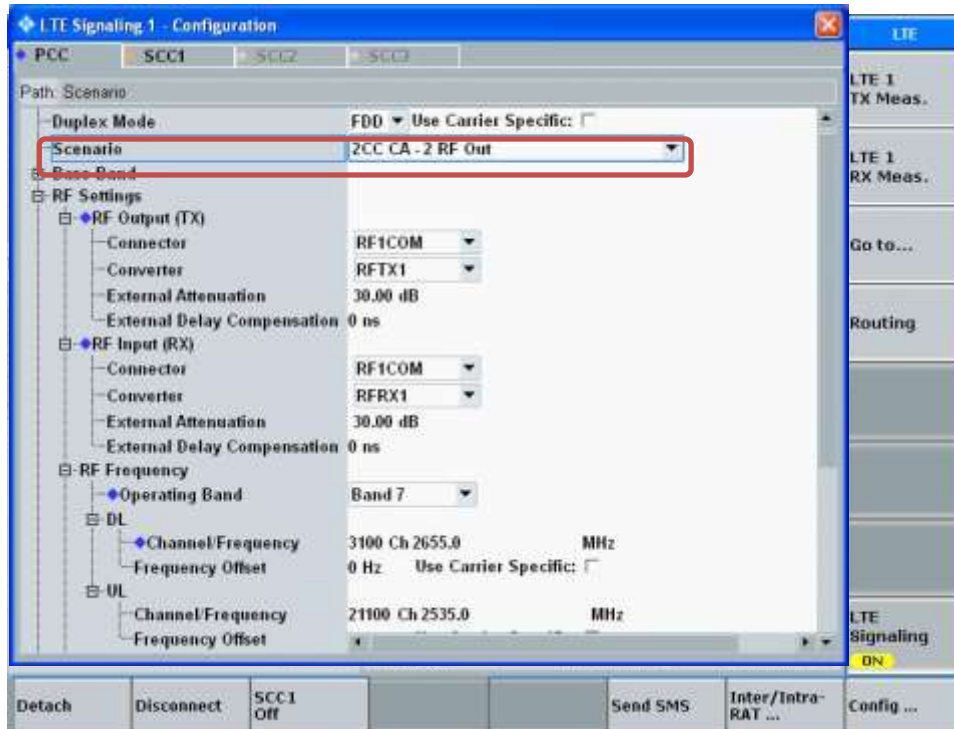 LTE Signaling 1 - Configuration
PCC SCC1 SCC2 SCC3
Path: Scenario
Duplex Mode FDD Use Carrier Specific:
Scenario 2CC CA - 2 RF Out
Base Band
RF Settings
RF Output (TX)
Connector RF1COM
Converter RFTX1
External Attenuation 30.00 dB
External Delay Compensation 0 ns
RF Input (RX)
Connector RF1COM
Converter RFRX1
External Attenuation 30.00 dB
External Delay Compensation 0 ns
RF Frequency
Operating Band Band 7
DL
Channel/Frequency 3100 Ch 2655.0 MHz
Frequency Offset 0 Hz Use Carrier Specific:
UL
Channel/Frequency 21100 Ch 2535.0 MHz
Frequency Offset
LTE
LTE 1
TX Meas.
LTE 1
RX Meas.
Go to...
Routing
LTE
Signaling
ON
Detach
Disconnect
SCC1
Off
Send SMS
Inter/Intra-
RAT ...
Config ...